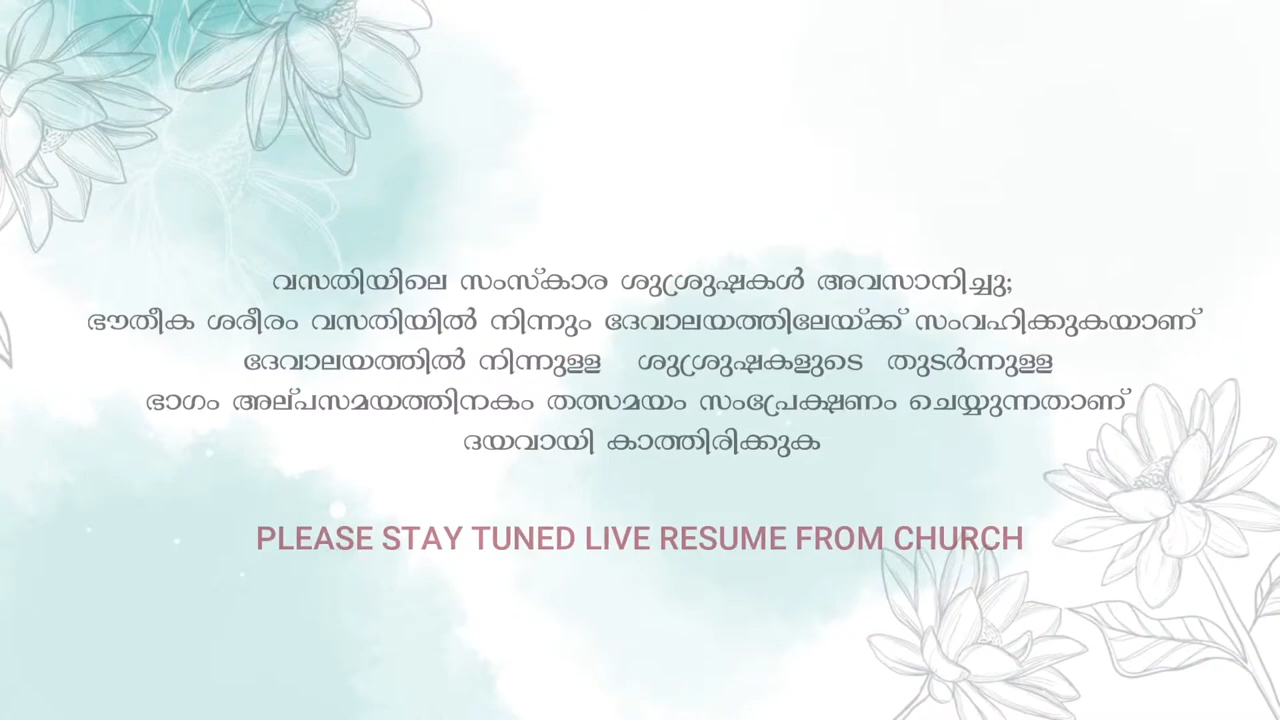 വസതിയിലെ സംസ്കാര ശുശ്രുഷകൾ അവസാനിച്ചു;
ഭൗതീക ശരീരം വസതിയിൽ നിന്നും ദേവാലയത്തിലേയ്ക്ക് സംവഹിക്കുകയാണ്
ദേവാലയത്തിൽ നിന്നുള്ള ശുശ്രുഷകളുടെ തുടർന്നുള്ള
ഭാഗം അല്പസമയത്തിനകം തത്സമയം സംപ്രേക്ഷണം ചെയ്യുന്നതാണ്
ദയവായി കാത്തിരിക്കുക
PLEASE STAY TUNED LIVE RESUME FROM CHURCH